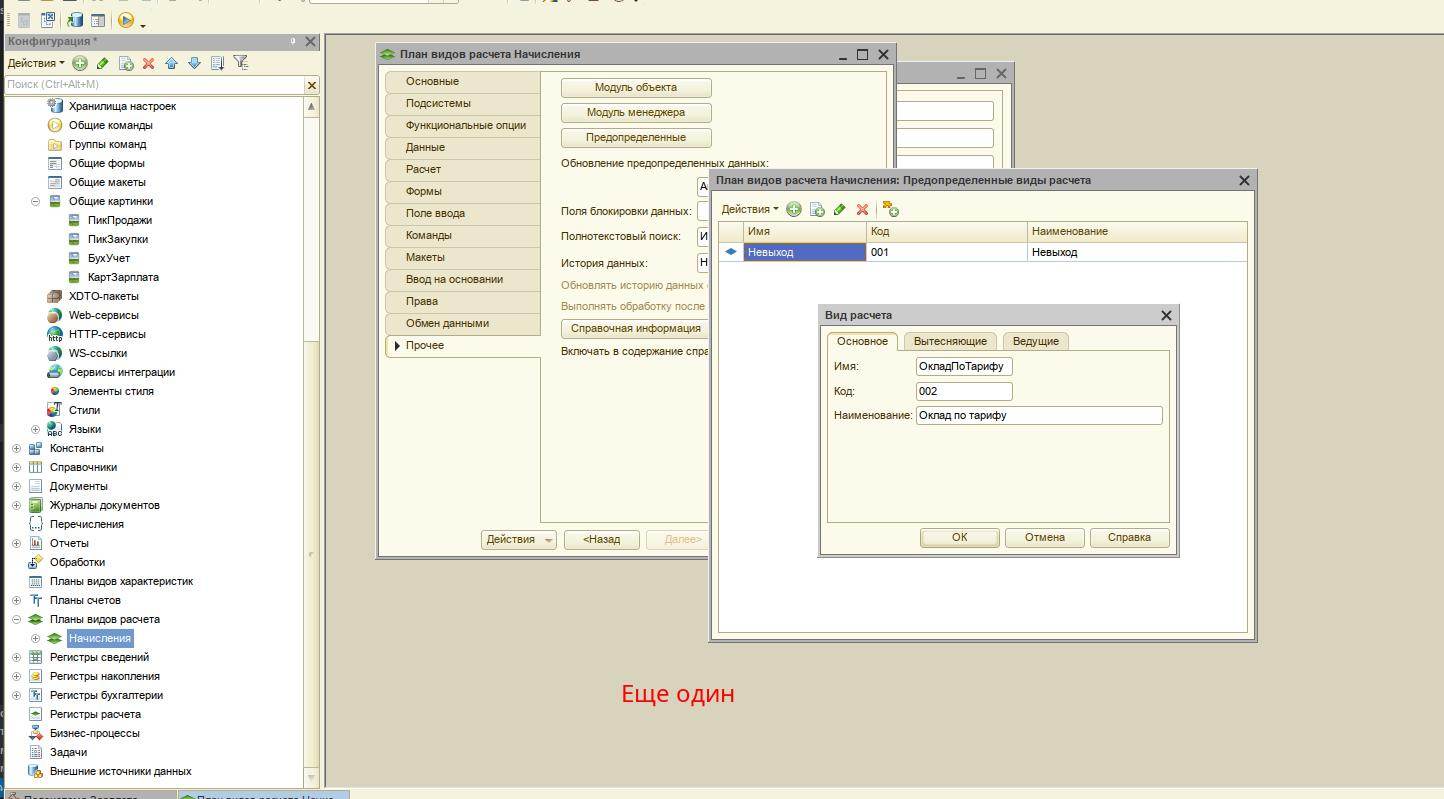 Конфигурация *
Действия
Поиск (Ctrl+Alt+M)
Хранилища настроек
Общие команды
Группы команд
Общие формы
Общие макеты
Общие картинки
ПикПродажи
ПикЗакупки
БухУчет
КартЗарплата
XDTO-пакеты
Web-сервисы
HTTP-сервисы
WS-ссылки
Сервисы интеграции
Элементы стиля
Стили
Языки
Константы
Справочники
Документы
Журналы документов
Перечисления
Отчеты
Обработки
Планы видов характеристик
Планы счетов
Планы видов расчета
Начисления
Регистры сведений
Регистры накопления
Регистры бухгалтерии
Регистры расчета
Бизнес-процессы
Задачи
Внешние источники данных
План видов расчета Начисления
Основные
Подсистемы
Функциональные опции
Данные
Расчет
Формы
Поле ввода
Команды
Макеты
Ввод на основании
Права
Обмен данными
Прочее
Модуль объекта
Модуль менеджера
Предопределенные
Обновление предопределенных данных:
Поля блокировки данных:
Полнотекстовый поиск:
История данных:
Обновлять историю данных
Выполнять обработку после
Справочная информация
Включать в содержание спра
Действия
<Назад
Далее>
План видов расчета Начисления: Предопределенные виды расчета
Действия
Имя Код Наименование
Невыход 001 Невыход
Вид расчета
Основное Вытесняющие Ведущие
Имя: ОкладПоТарифу
Код: 002
Наименование: Оклад по тарифу
ОК Отмена Справка
Еще один